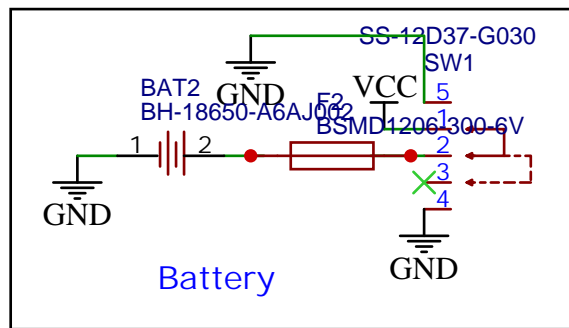 SS-12D37-G030
SW1
GND
VCC
BAT2
BH-18650-A6AJ002
F2
BSMD1206-300-6V
5
1
1
2
2
3
4
GND
GND
Battery